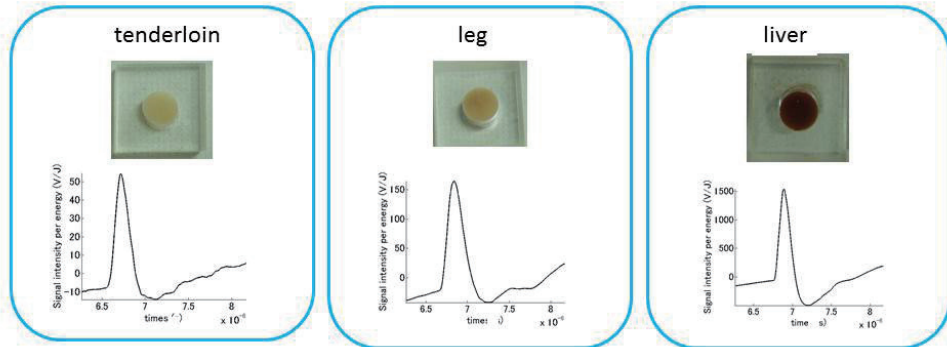 tenderloin
Signal intensity per energy (V/J)
50
40
30
20
10
0
-10
6.5 7 7.5 8
times
x 10⁻⁶
leg
Signal intensity per energy (V/J)
150
100
50
0
6.5 7 7.5 8
x 10⁻⁶
liver
Signal intensity per energy (V/J)
1500
1000
500
0
6.5 7 7.5 8
x 10⁻⁶